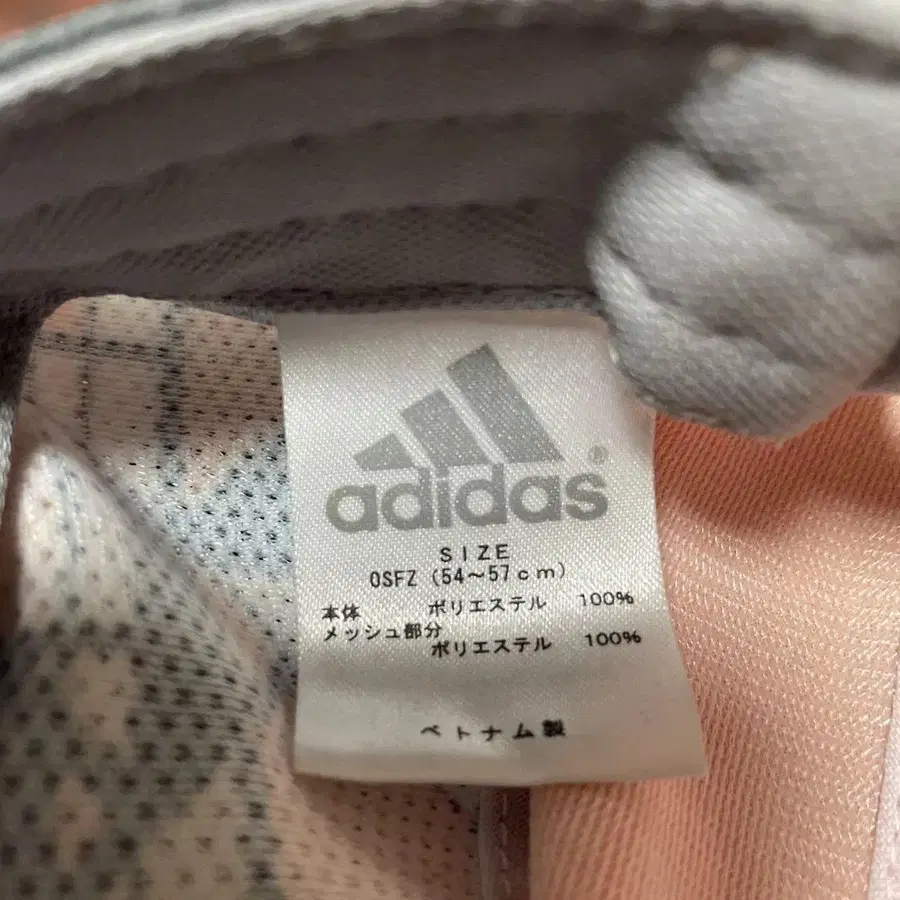 adidas®
SIZE
OSFZ (54～57cm)
本体 ポリエステル 100%
メッシュ部分
ポリエステル 100%
ベトナム製